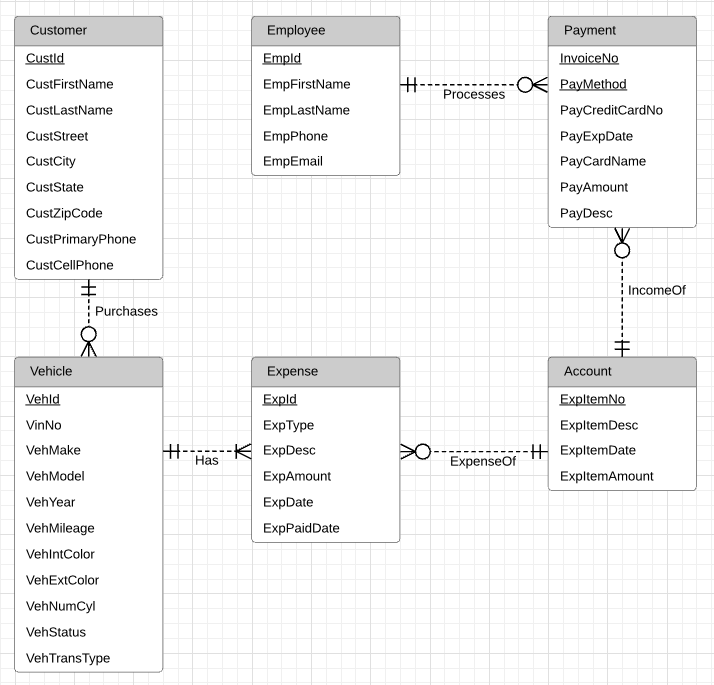 Customer
CustId
CustFirstName
CustLastName
CustStreet
CustCity
CustState
CustZipCode
CustPrimaryPhone
CustCellPhone
Employee
EmpId
EmpFirstName
EmpLastName
EmpPhone
EmpEmail
Processes
Payment
InvoiceNo
PayMethod
PayCreditCardNo
PayExpDate
PayCardName
PayAmount
PayDesc
Purchases
IncomeOf
Vehicle
VehId
VinNo
VehMake
VehModel
VehYear
VehMileage
VehIntColor
VehExtColor
VehNumCyl
VehStatus
VehTransType
Has
Expense
ExpId
ExpType
ExpDesc
ExpAmount
ExpDate
ExpPaidDate
ExpenseOf
Account
ExpItemNo
ExpItemDesc
ExpItemDate
ExpItemAmount